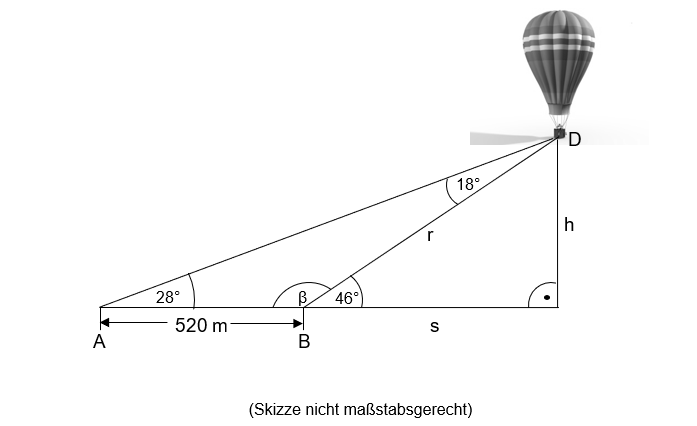 D
18°
h
r
28°
β
46°
520 m
s
A
B
(Skizze nicht maßstabsgerecht)